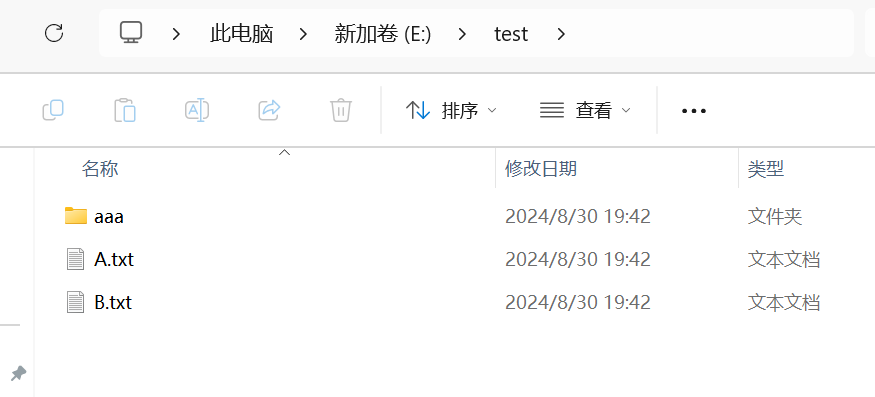 此电脑 新加卷 (E:) test
排序 查看
名称 修改日期 类型
aaa 2024/8/30 19:42 文件夹
A.txt 2024/8/30 19:42 文本文档
B.txt 2024/8/30 19:42 文本文档